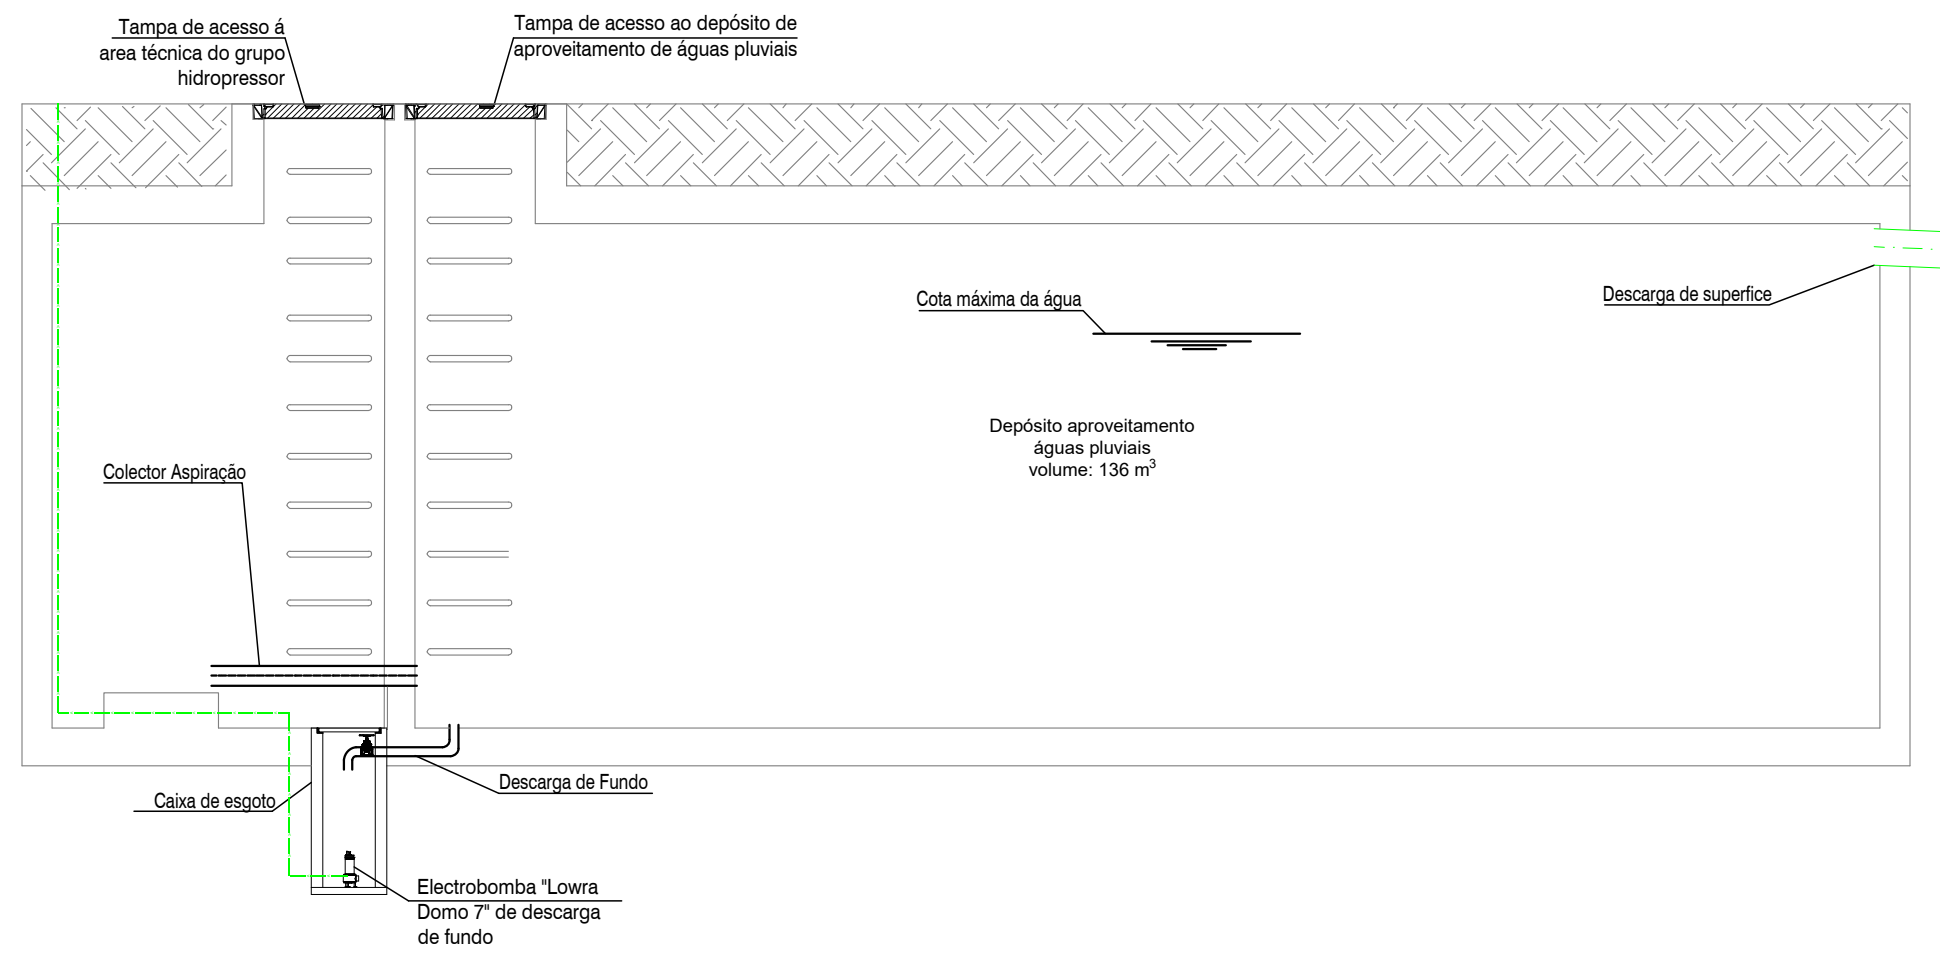 Tampa de acesso á
area técnica do grupo
hidropressor
Tampa de acesso ao depósito de
aproveitamento de águas pluviais
Cota máxima da água
Descarga de superfice
Depósito aproveitamento
águas pluviais
volume: 136 m³
Colector Aspiração
Descarga de Fundo
Caixa de esgoto
Electrobomba "Lowra
Domo 7" de descarga
de fundo